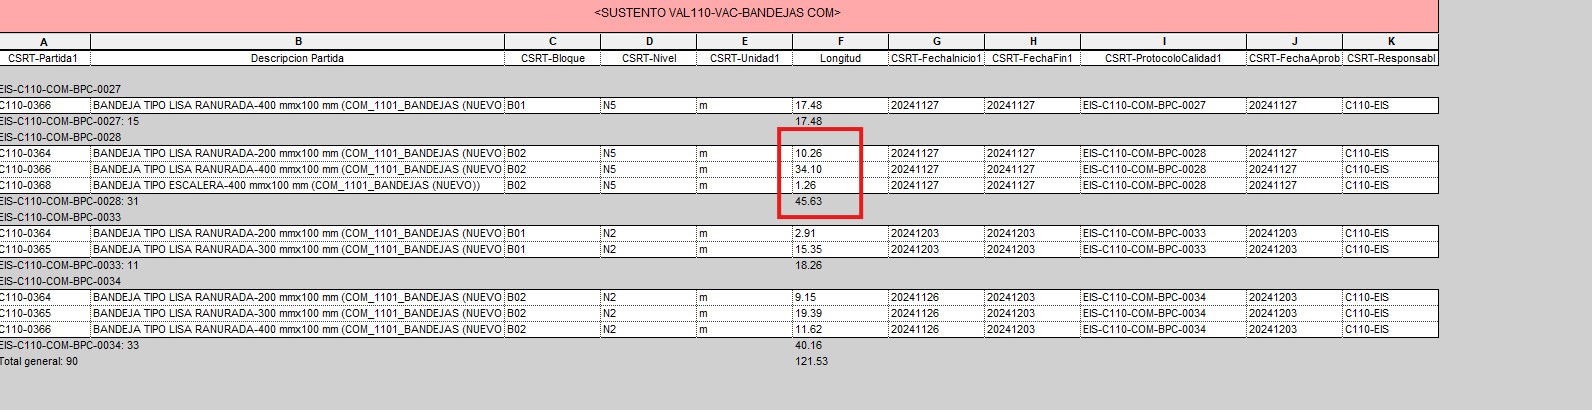 <SUSTENTO VAL110-VAC-BANDEJAS COM>
A B C D E F G H I J K
CSRT-Partida1 Descripcion Partida CSRT-Bloque CSRT-Nivel CSRT-Unidad1 Longitud CSRT-FechaInicio1 CSRT-FechaFin1 CSRT-ProtocoloCalidad1 CSRT-FechaAprob CSRT-Responsabl
EIS-C110-COM-BPC-0027
C110-0366 BANDEJA TIPO LISA RANURADA-400 mmx100 mm (COM_1101_BANDEJAS (NUEVO B01 N5 m 17.48 20241127 20241127 EIS-C110-COM-BPC-0027 20241127 C110-EIS
EIS-C110-COM-BPC-0027: 15 17.48
EIS-C110-COM-BPC-0028
C110-0364 BANDEJA TIPO LISA RANURADA-200 mmx100 mm (COM_1101_BANDEJAS (NUEVO B02 N5 m 10.26 20241127 20241127 EIS-C110-COM-BPC-0028 20241127 C110-EIS
C110-0366 BANDEJA TIPO LISA RANURADA-400 mmx100 mm (COM_1101_BANDEJAS (NUEVO B02 N5 m 34.10 20241127 20241127 EIS-C110-COM-BPC-0028 20241127 C110-EIS
C110-0368 BANDEJA TIPO ESCALERA-400 mmx100 mm (COM_1101_BANDEJAS (NUEVO)) B02 N5 m 1.26 20241127 20241127 EIS-C110-COM-BPC-0028 20241127 C110-EIS
EIS-C110-COM-BPC-0028: 31 45.63
EIS-C110-COM-BPC-0033
C110-0364 BANDEJA TIPO LISA RANURADA-200 mmx100 mm (COM_1101_BANDEJAS (NUEVO B01 N2 m 2.91 20241203 20241203 EIS-C110-COM-BPC-0033 20241203 C110-EIS
C110-0365 BANDEJA TIPO LISA RANURADA-300 mmx100 mm (COM_1101_BANDEJAS (NUEVO B01 N2 m 15.35 20241203 20241203 EIS-C110-COM-BPC-0033 20241203 C110-EIS
EIS-C110-COM-BPC-0033: 11 18.26
EIS-C110-COM-BPC-0034
C110-0364 BANDEJA TIPO LISA RANURADA-200 mmx100 mm (COM_1101_BANDEJAS (NUEVO B02 N2 m 9.15 20241126 20241203 EIS-C110-COM-BPC-0034 20241203 C110-EIS
C110-0365 BANDEJA TIPO LISA RANURADA-300 mmx100 mm (COM_1101_BANDEJAS (NUEVO B02 N2 m 19.39 20241126 20241203 EIS-C110-COM-BPC-0034 20241203 C110-EIS
C110-0366 BANDEJA TIPO LISA RANURADA-400 mmx100 mm (COM_1101_BANDEJAS (NUEVO B02 N2 m 11.62 20241126 20241203 EIS-C110-COM-BPC-0034 20241203 C110-EIS
EIS-C110-COM-BPC-0034: 33 40.16
Total general: 90 121.53